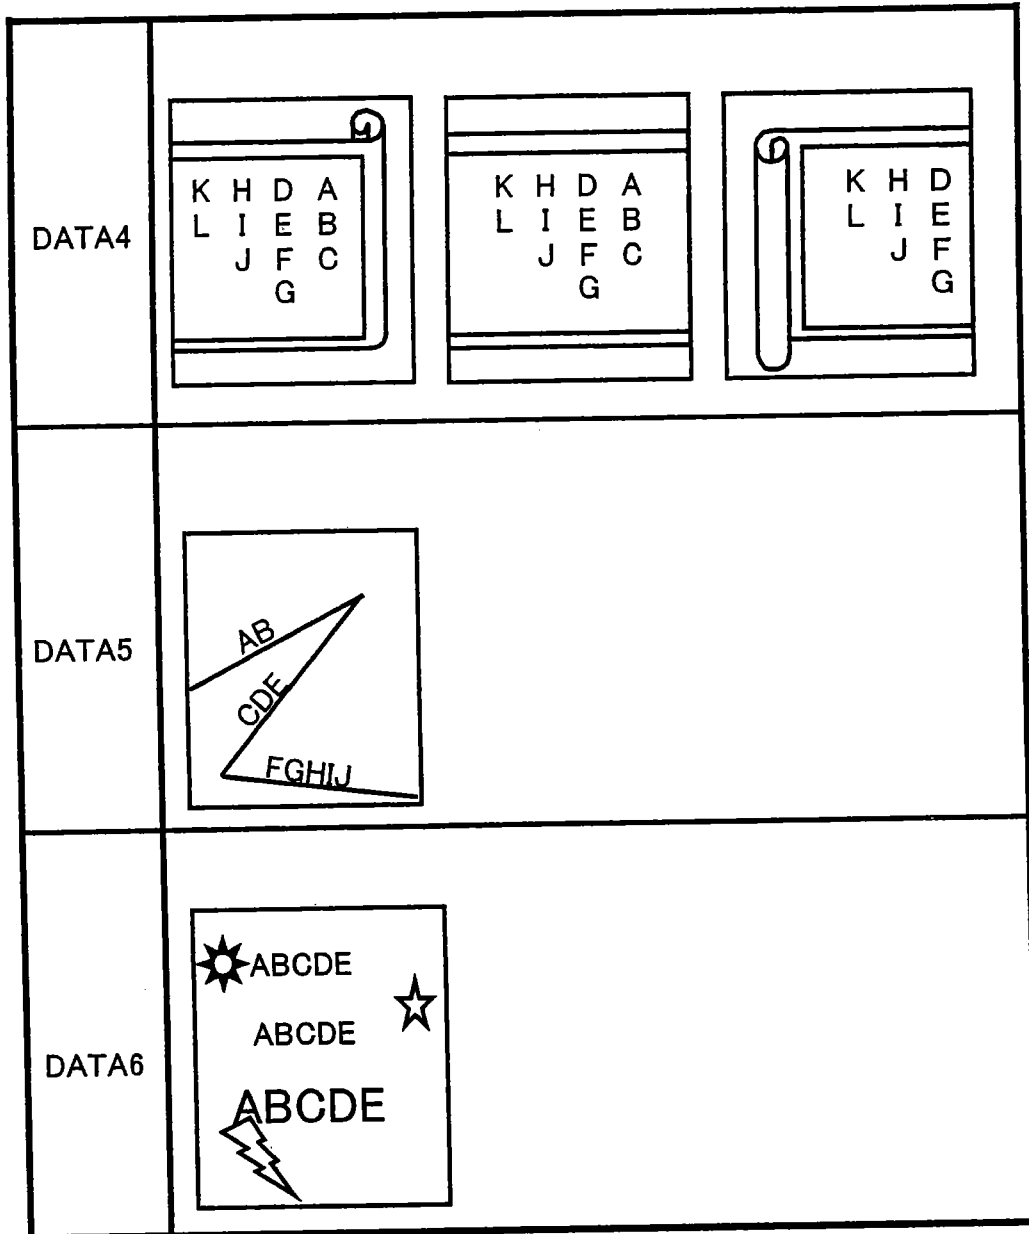 DATA4
K H D A
L I E B
J F C
G
K H D A
L I E B
J F C
G
K H D
L I E
J F
G
DATA5
AB
CDE
FGHIJ
DATA6
ABCDE
ABCDE
ABCDE